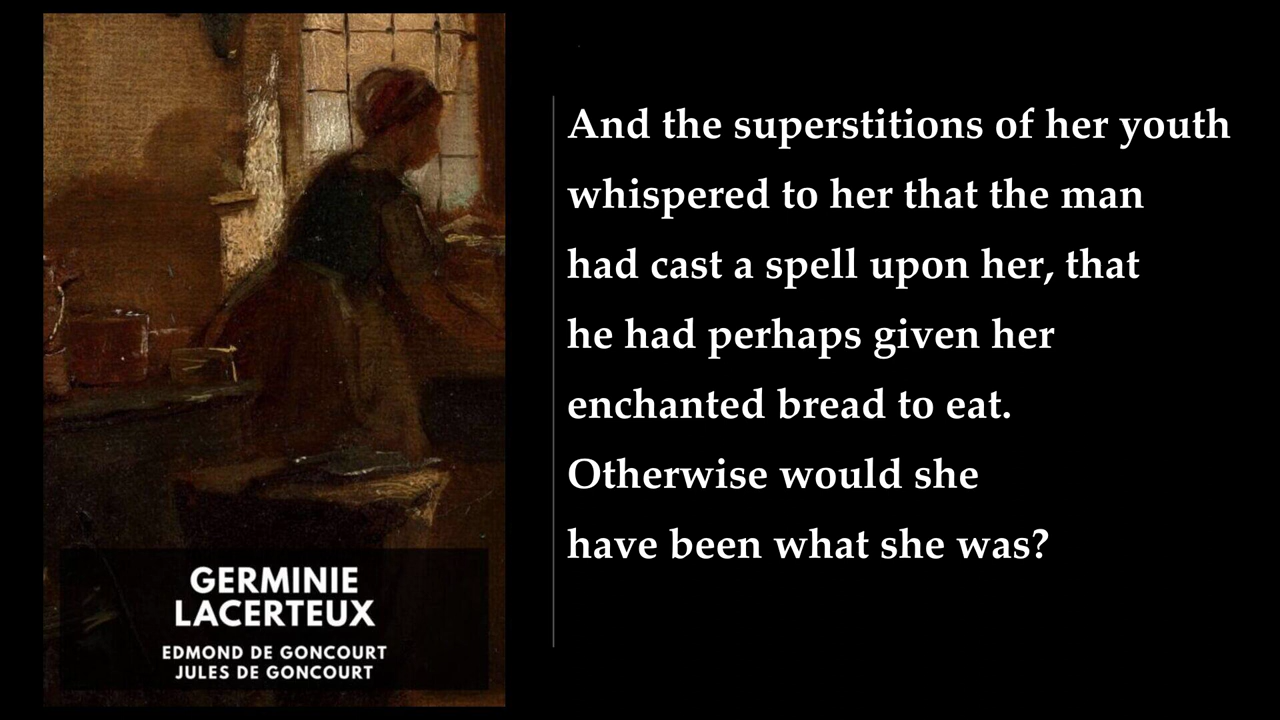 GERMINIE
LACERTEUX
EDMOND DE GONCOURT
JULES DE GONCOURT
And the superstitions of her youth
whispered to her that the man
had cast a spell upon her, that
he had perhaps given her
enchanted bread to eat.
Otherwise would she
have been what she was?